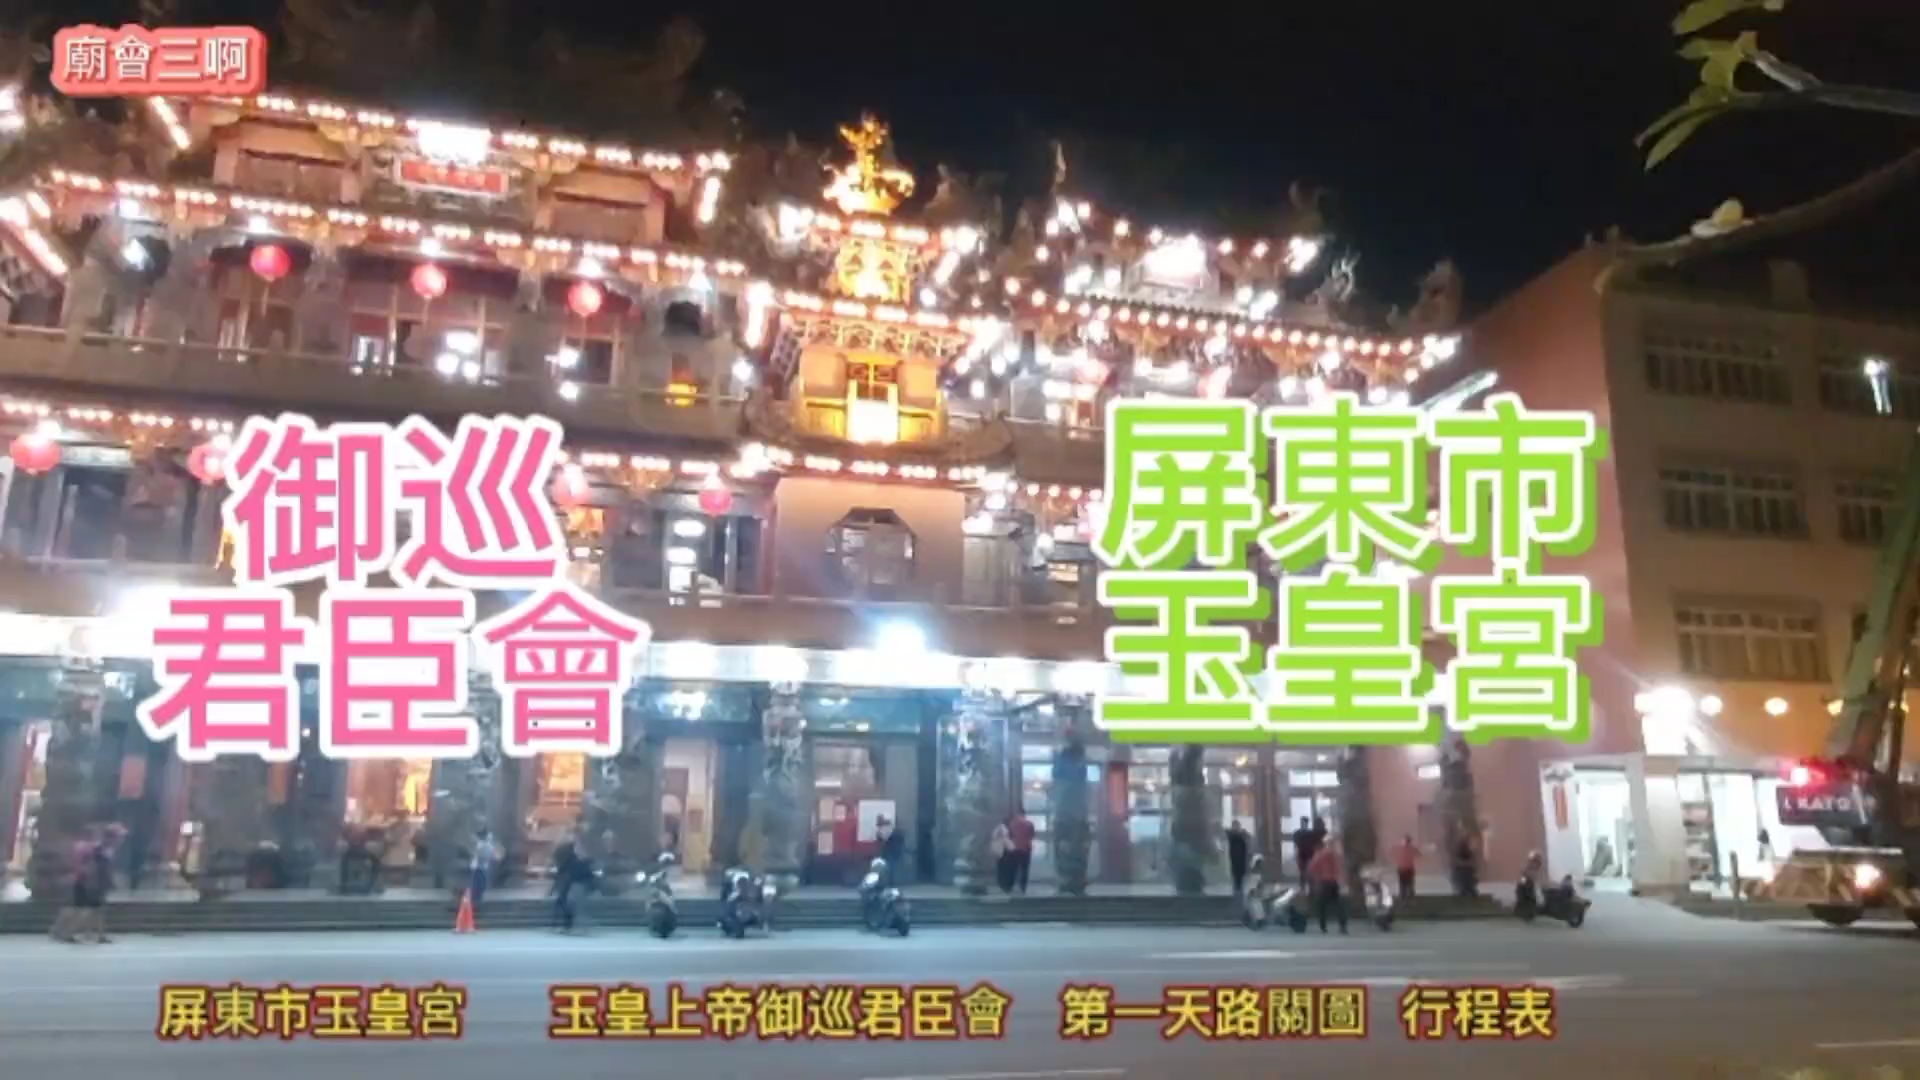 廟會三啊
御巡
君臣會
屏東市
玉皇宮
KATO
屏東市玉皇宮 玉皇上帝御巡君臣會 第一天路關圖 行程表